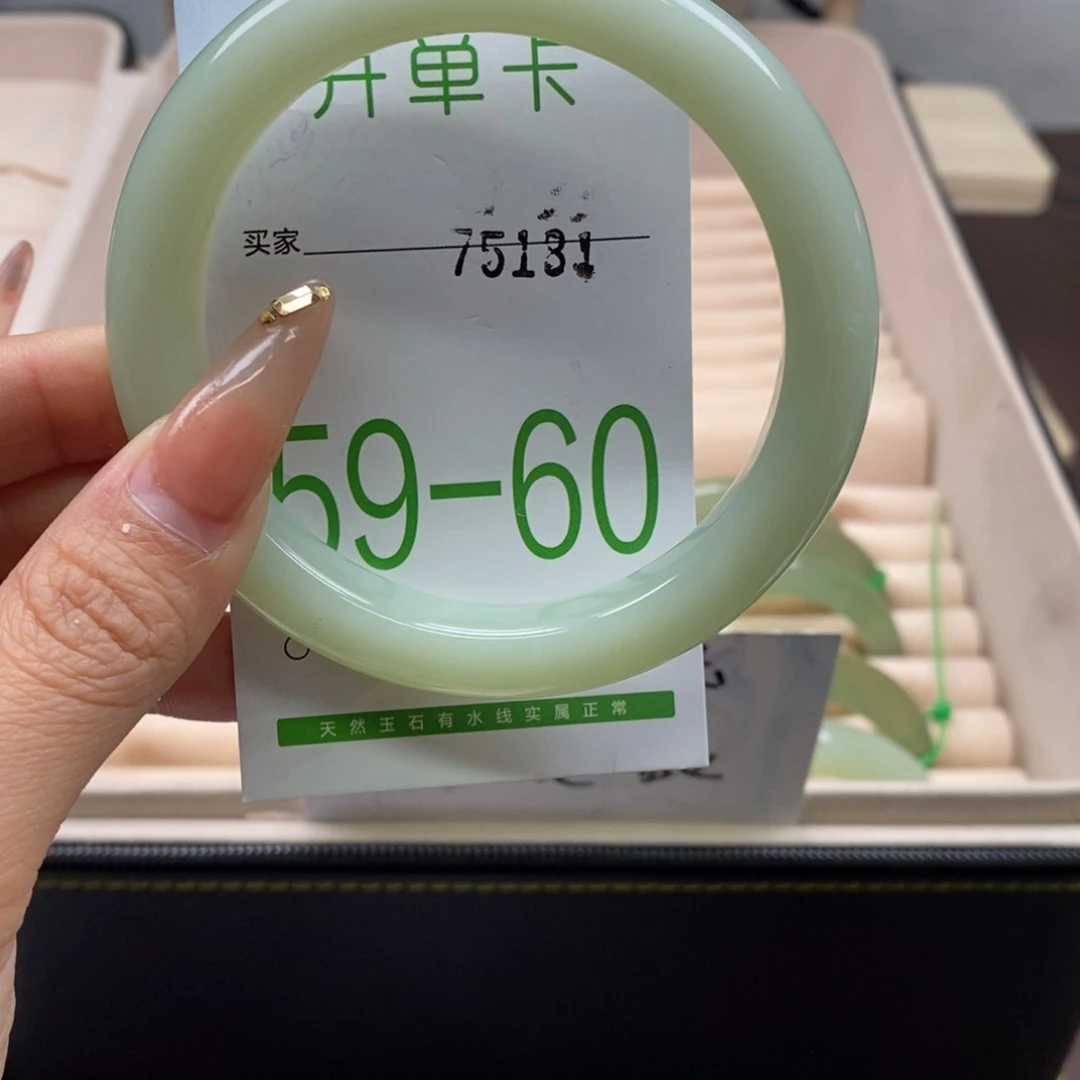 开单卡
买家 75131
59-60
天然玉石有水线实属正常